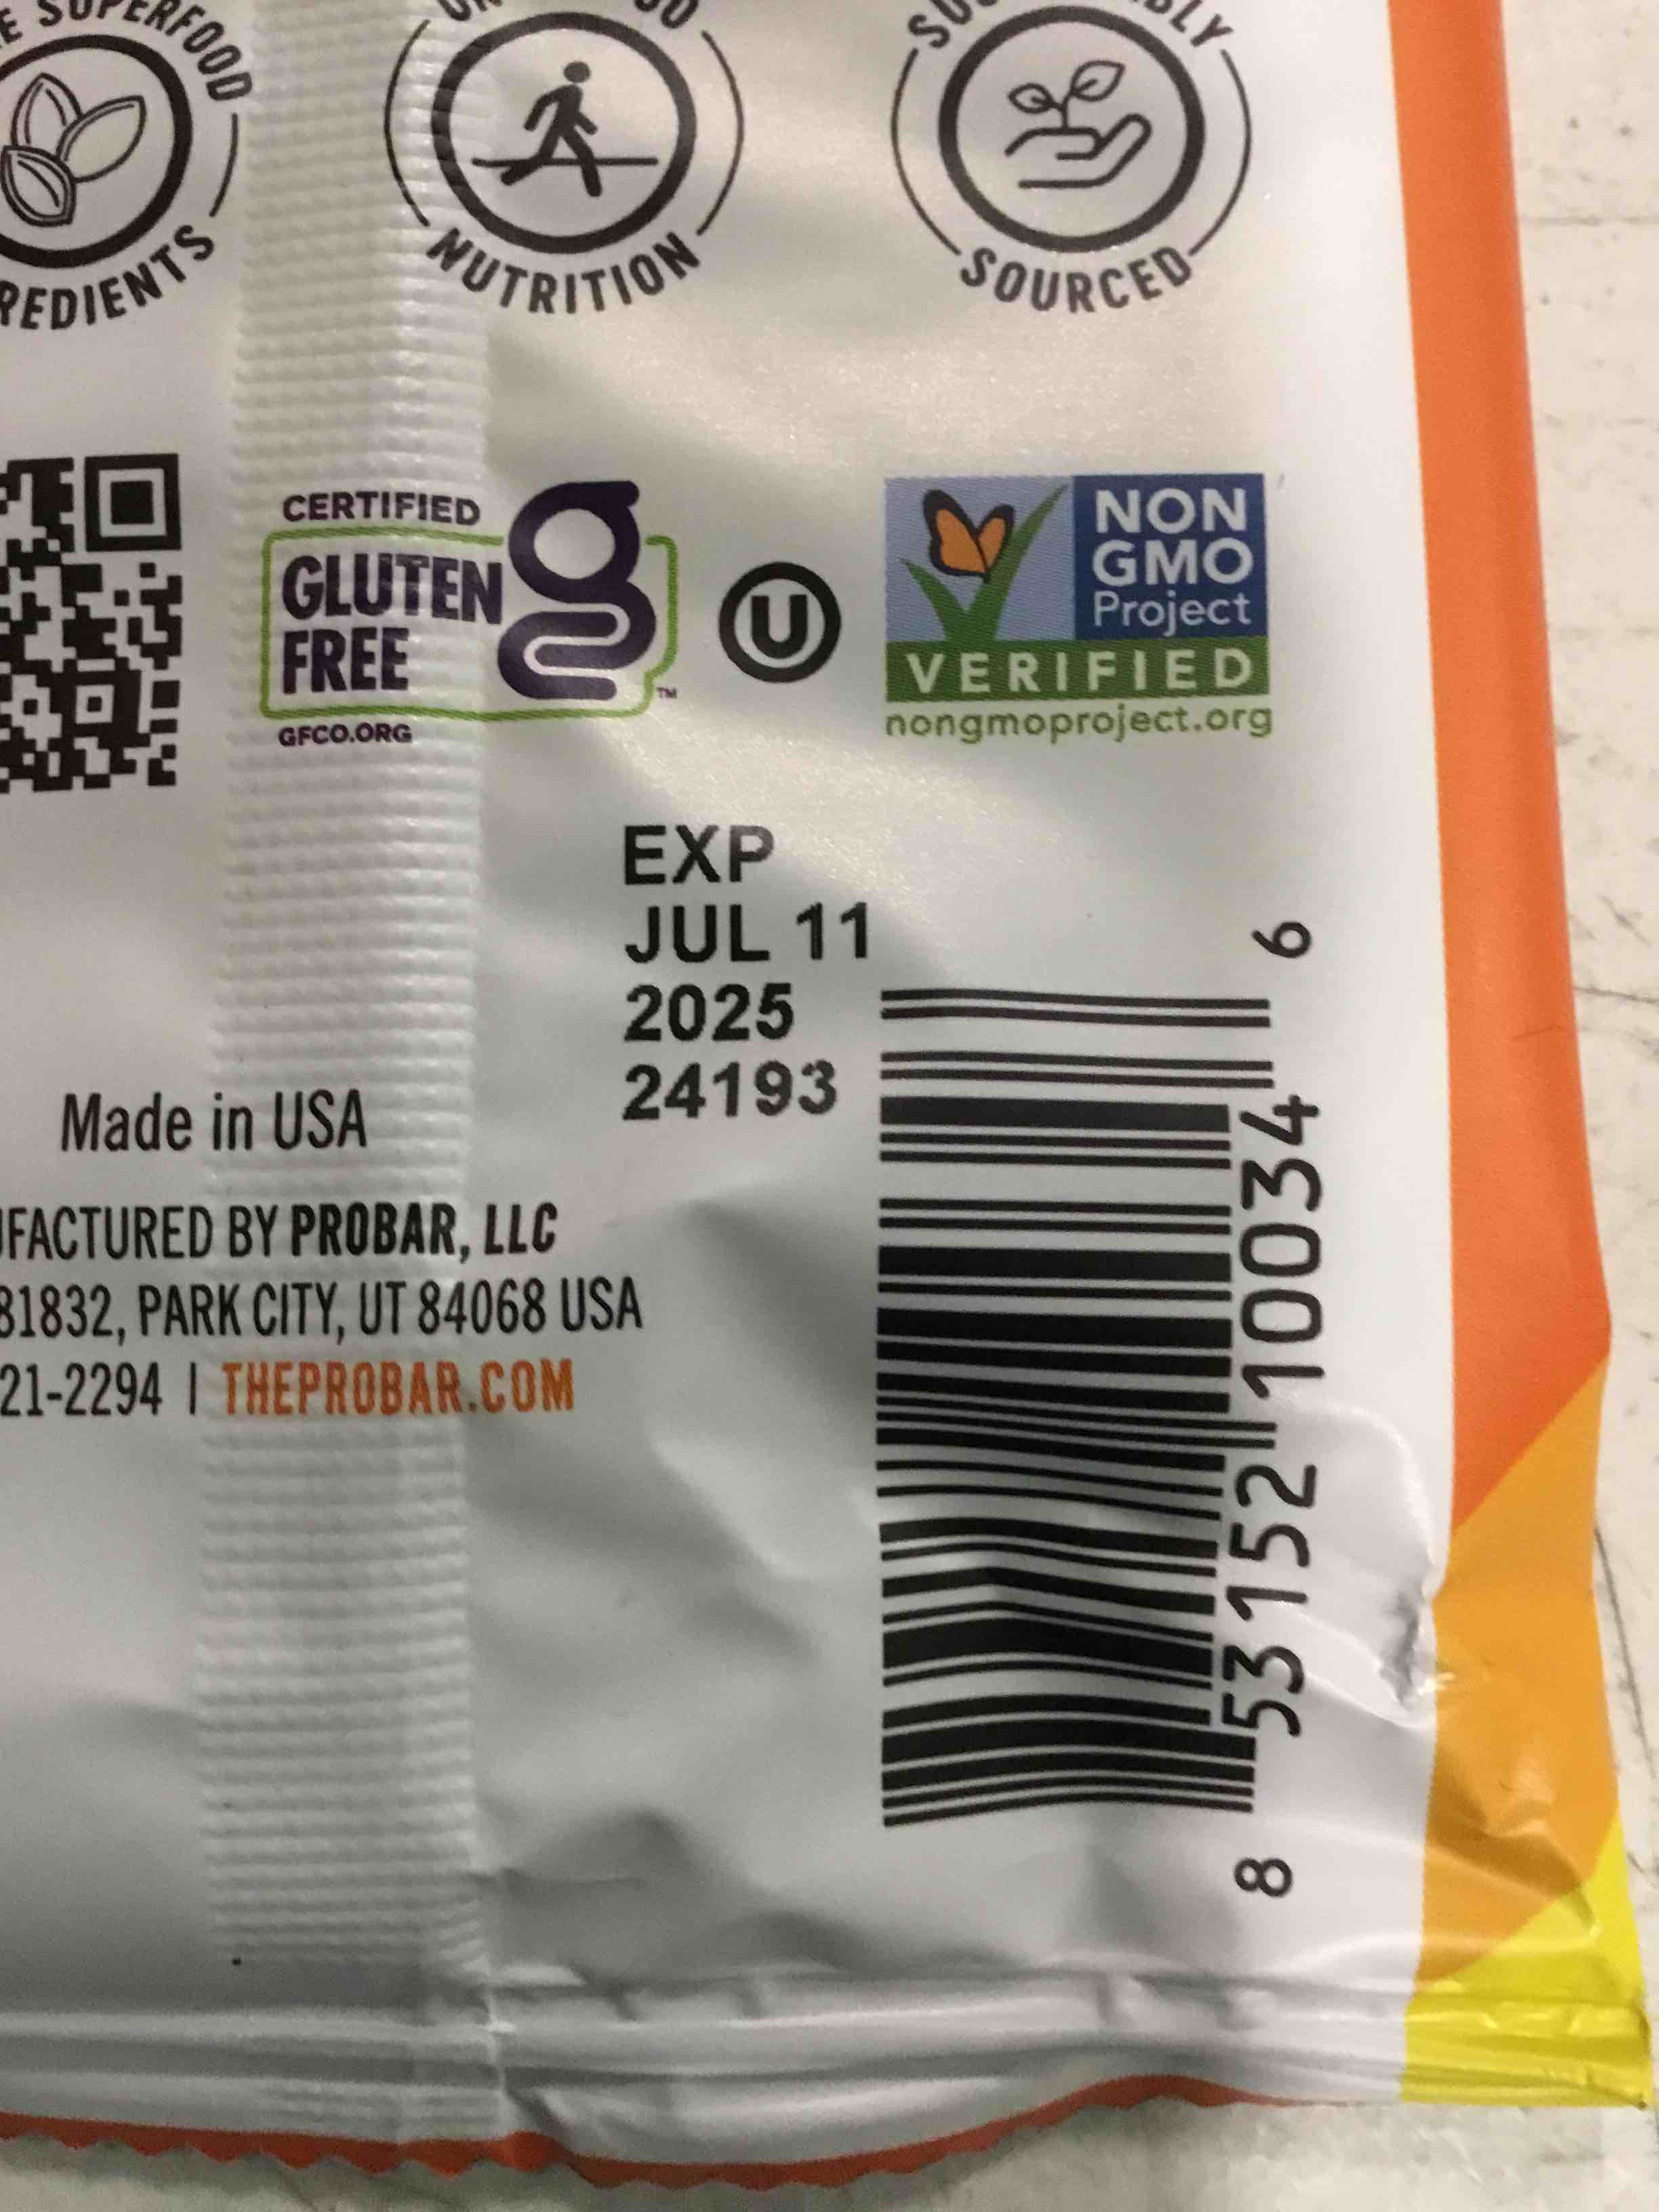 SUPERFOOD
NUTRITION
SOURCED
CERTIFIED
GLUTEN
FREE
TM
GFCO.ORG
U
NON
GMO
Project
VERIFIED
nongmoproject.org
EXP
JUL 11
2025
24193
Made in USA
BY PROBAR, LLC
81832, PARK CITY, UT 84068 USA
21-2294 | THEPROBAR.COM
8 53152 10034 6